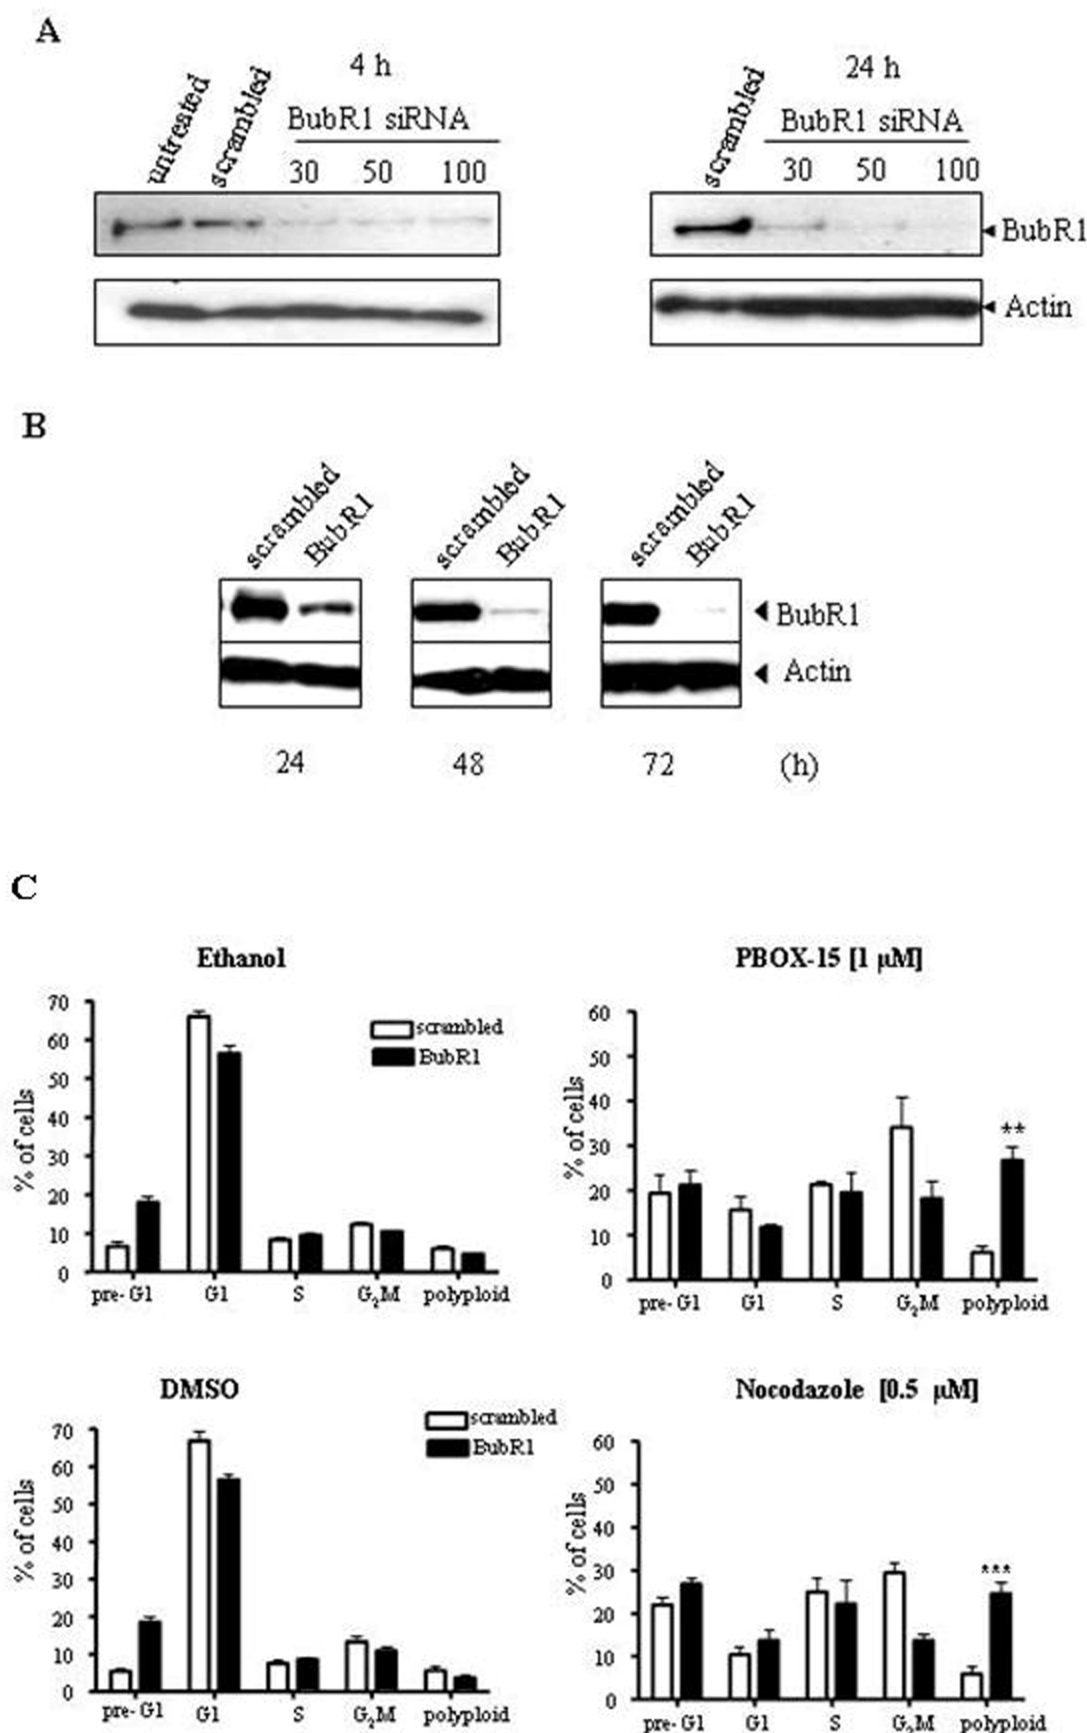 A
untreated
scrambled
4 h
BubR1 siRNA
30 50 100
scrambled
24 h
BubR1 siRNA
30 50 100
BubR1
Actin
B
scrambled
BubR1
scrambled
BubR1
scrambled
BubR1
BubR1
Actin
24 48 72 (h)
C
Ethanol
% of cells
70
60
50
40
30
20
10
0
scrambled
BubR1
pre-G1 G1 S G2M polyploid
PBOX-15 [1 µM]
% of cells
60
50
40
30
20
10
0
**
pre-G1 G1 S G2M polyploid
DMSO
% of cells
70
60
50
40
30
20
10
0
scrambled
BubR1
pre-G1 G1 S G2M polyploid
Nocodazole [0.5 µM]
% of cells
60
50
40
30
20
10
0
***
pre-G1 G1 S G2M polyploid